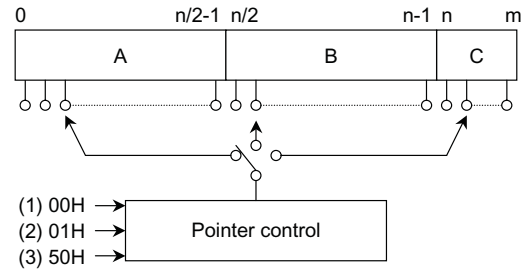 0 n/2-1 n/2 n-1 n m
A B C
(1) 00H
(2) 01H Pointer control
(3) 50H